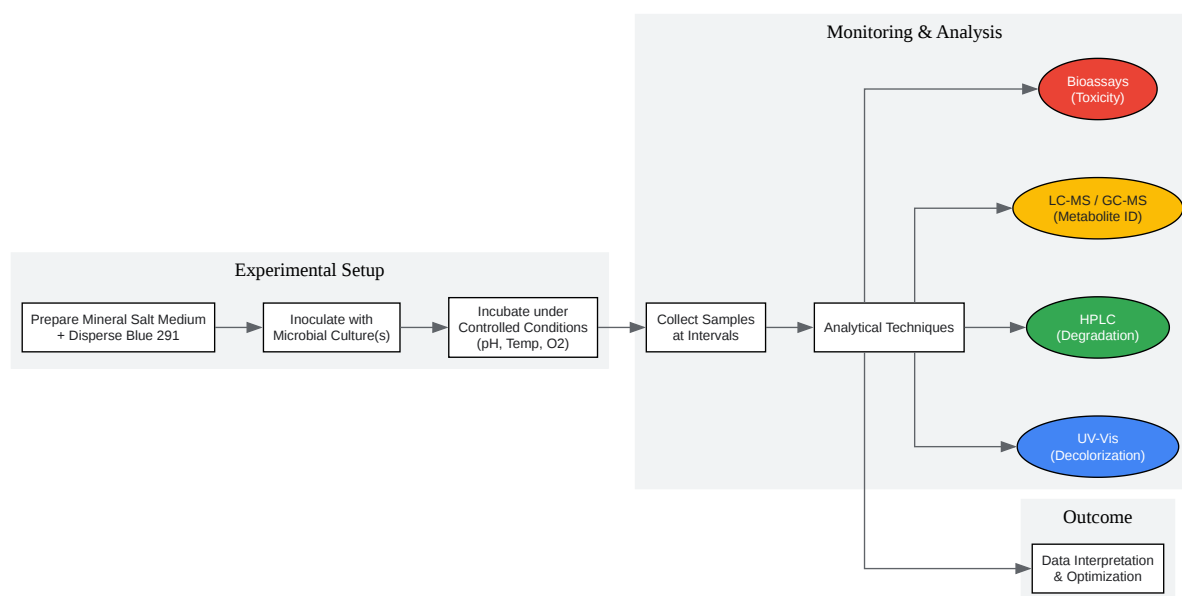 Monitoring & Analysis
Bioassays
(Toxicity)
LC-MS / GC-MS
(Metabolite ID)
Experimental Setup
Prepare Mineral Salt Medium
+ Disperse Blue 291
Inoculate with
Microbial Culture(s)
Incubate under
Controlled Conditions
(pH, Temp, O2)
Collect Samples
at Intervals
Analytical Techniques
HPLC
(Degradation)
UV-Vis
(Decolorization)
Outcome
Data Interpretation
& Optimization